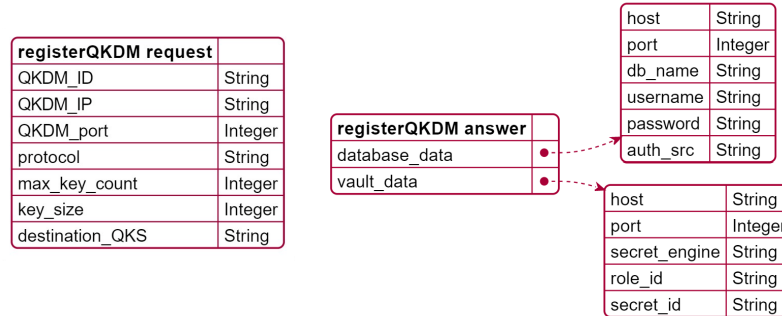 registerQKDM request
QKDM_ID String
QKDM_IP String
QKDM_port Integer
protocol String
max_key_count Integer
key_size Integer
destination_QKS String
registerQKDM answer
database_data
vault_data
host String
port Integer
db_name String
username String
password String
auth_src String
host String
port Integer
secret_engine String
role_id String
secret_id String